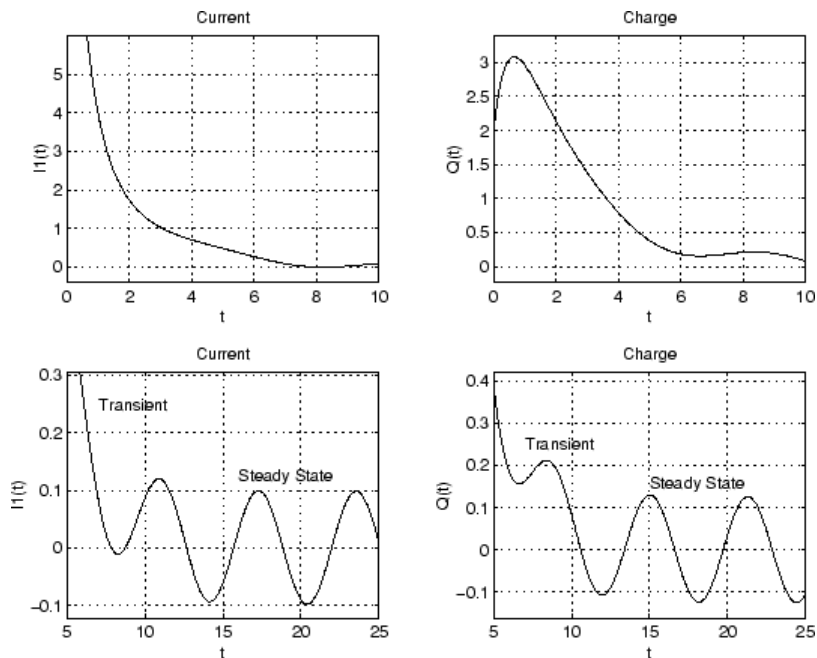 Current
I1(t)
5
4
3
2
1
0
0 2 4 6 8 10
t
Charge
Q(t)
3
2.5
2
1.5
1
0.5
0
0 2 4 6 8 10
t
Current
I1(t)
0.3
0.2
0.1
0
−0.1
Transient
Steady State
5 10 15 20 25
t
Charge
Q(t)
0.4
0.3
0.2
0.1
0
−0.1
Transient
Steady State
5 10 15 20 25
t